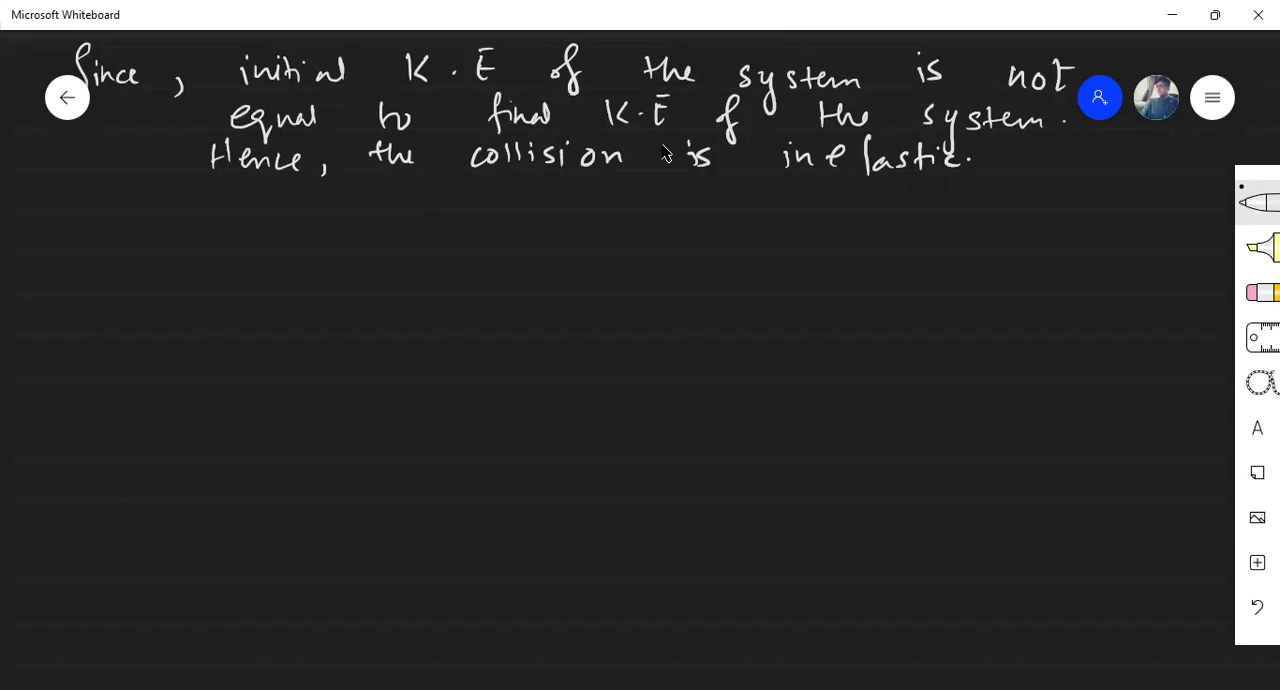 Microsoft Whiteboard
Since, initial K.E of the system is not
equal to final K.E of the system.
Hence, the collision is inelastic.
A